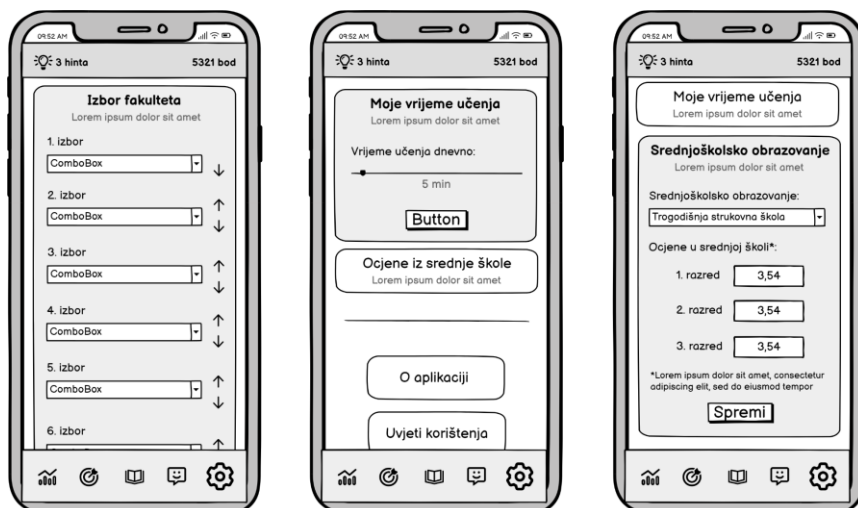 09:52 AM
3 hinta 5321 bod
Izbor fakulteta
Lorem ipsum dolor sit amet
1. izbor
ComboBox
2. izbor
ComboBox
3. izbor
ComboBox
4. izbor
ComboBox
5. izbor
ComboBox
6. izbor
09:52 AM
3 hinta 5321 bod
Moje vrijeme učenja
Lorem ipsum dolor sit amet
Vrijeme učenja dnevno:
5 min
Button
Ocjene iz srednje škole
Lorem ipsum dolor sit amet
O aplikaciji
Uvjeti korištenja
09:52 AM
3 hinta 5321 bod
Moje vrijeme učenja
Lorem ipsum dolor sit amet
Srednjoškolsko obrazovanje
Lorem ipsum dolor sit amet
Srednjoškolsko obrazovanje:
Trogodišnja strukovna škola
Ocjene u srednjoj školi*:
1. razred 3,54
2. razred 3,54
3. razred 3,54
*Lorem ipsum dolor sit amet, consectetur
adipiscing elit, sed do eiusmod tempor
Spremi